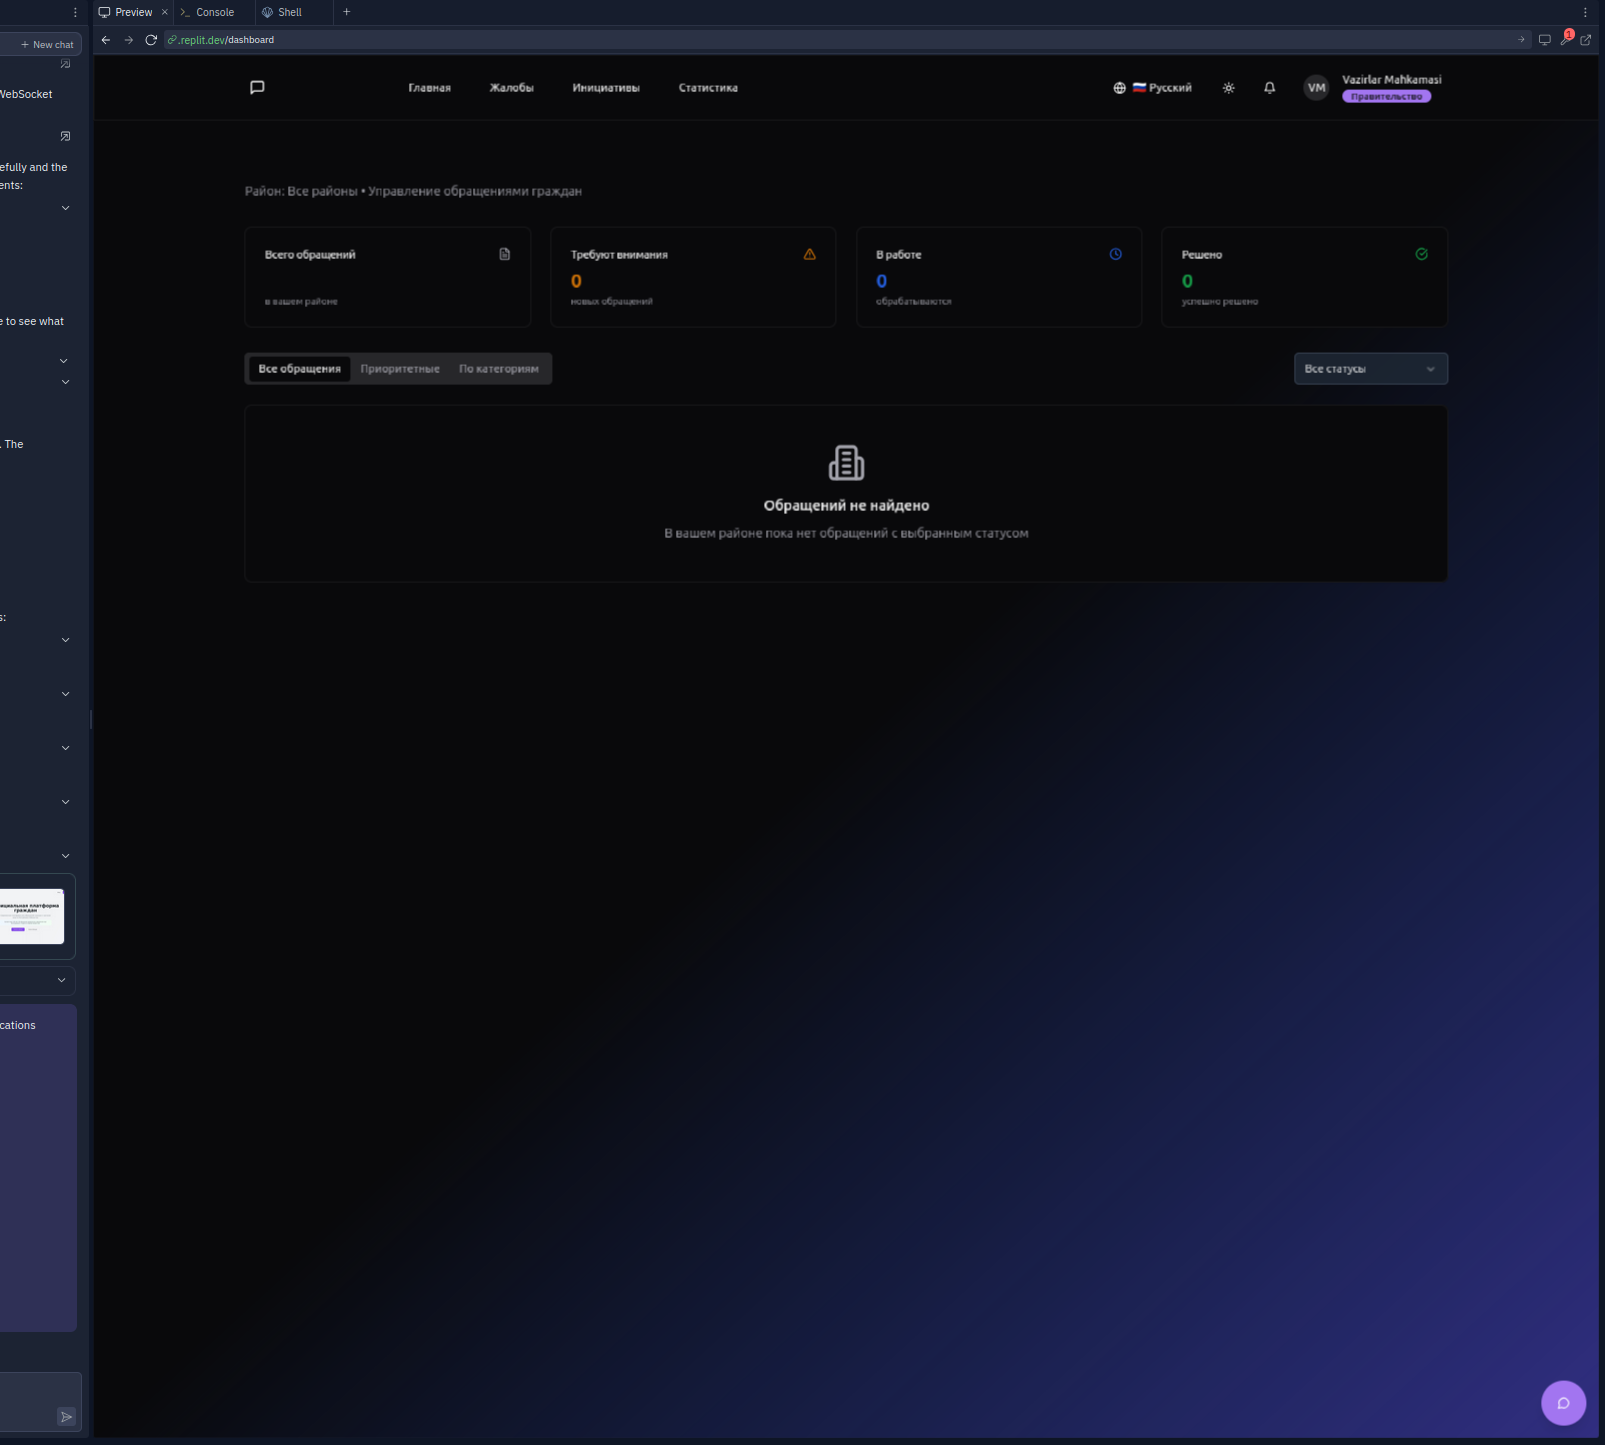 Preview
Console
Shell
New chat
.replit.dev/dashboard
1
WebSocket
efully and the
ents:
e to see what
. The
s:
ициальная платформа
граждан
cations
Главная
Жалобы
Инициативы
Статистика
Русский
VM
Vazirlar Mahkamasi
Правительство
Район: Все районы • Управление обращениями граждан
Всего обращений
в вашем районе
Требуют внимания
0
новых обращений
В работе
0
обрабатываются
Решено
0
успешно решено
Все обращения
Приоритетные
По категориям
Все статусы
Обращений не найдено
В вашем районе пока нет обращений с выбранным статусом